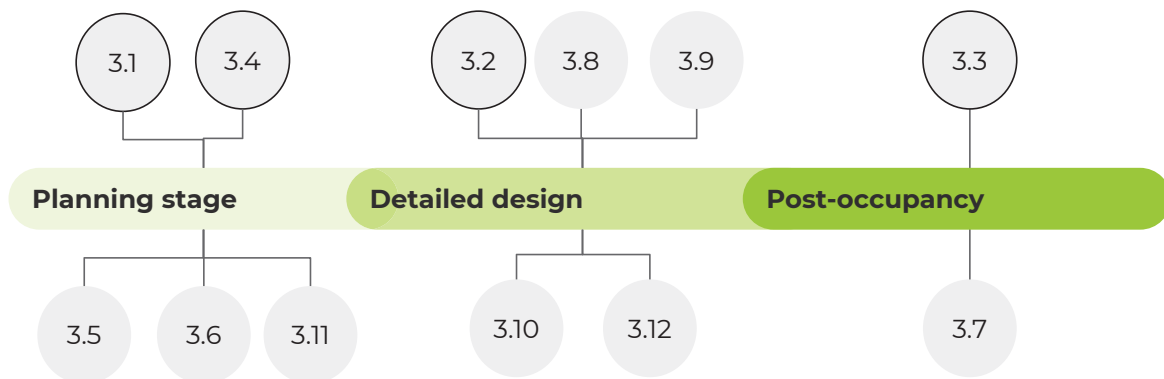 3.1 3.4 3.2 3.8 3.9 3.3
Planning stage Detailed design Post-occupancy
3.5 3.6 3.11 3.10 3.12 3.7